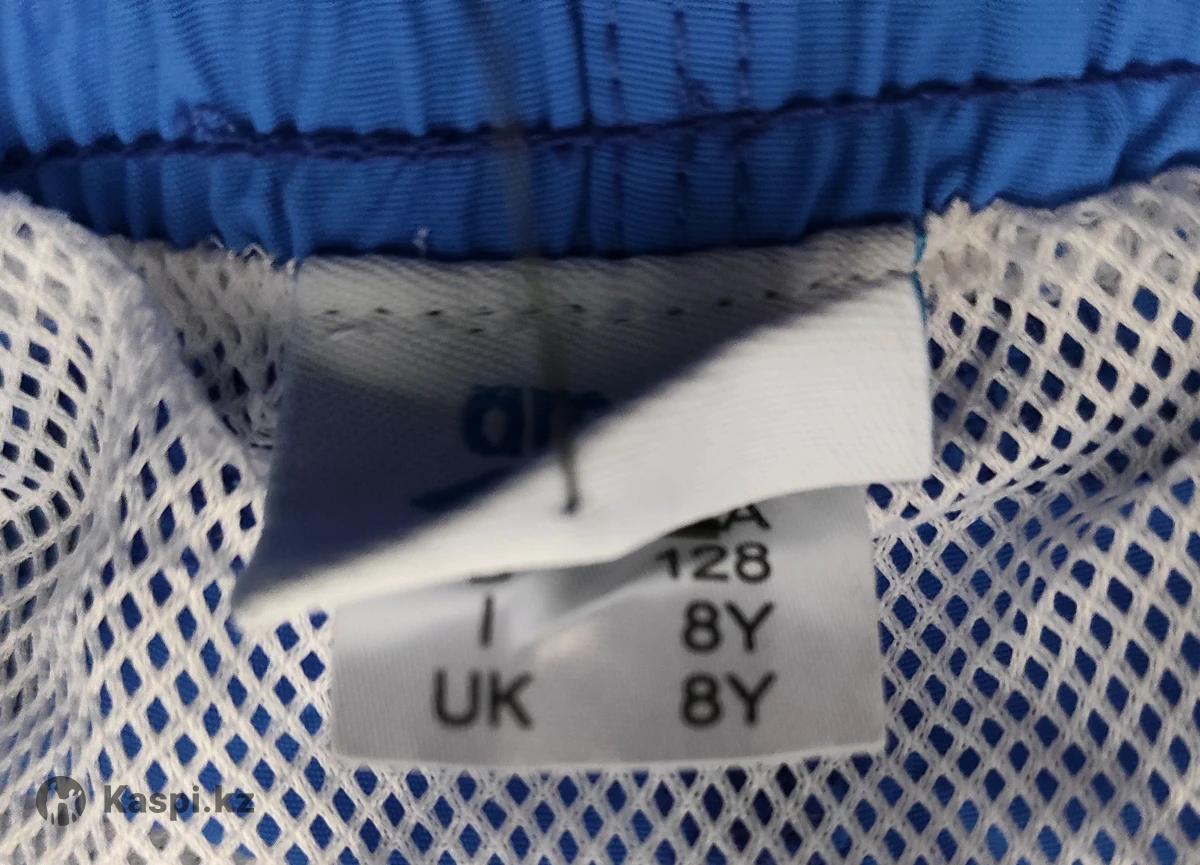 128
I 8Y
UK 8Y
Kaspi.kz